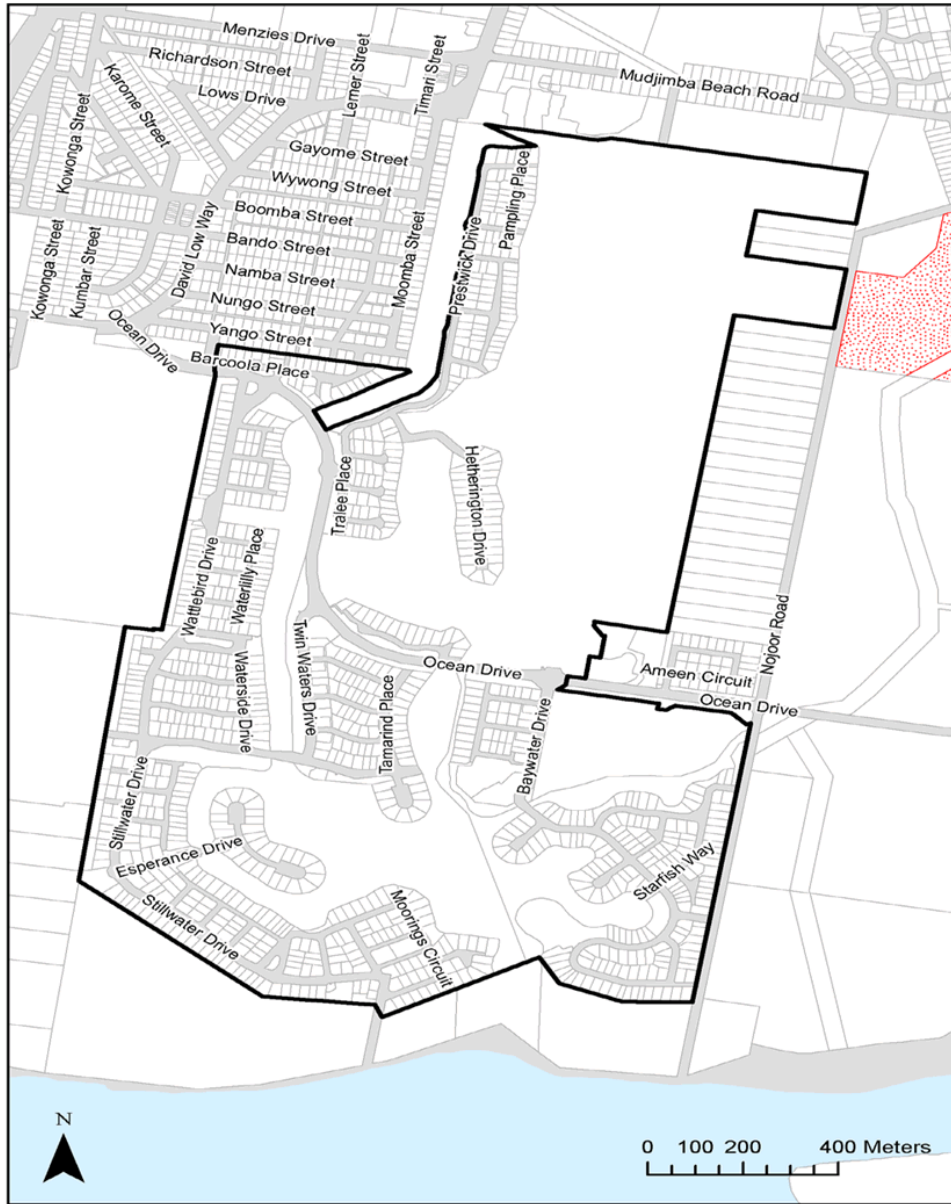 Menzies Drive
Richardson Street
Lows Drive
Karome Street
Lerner Street
Timari Street
Mudjimba Beach Road
Kowonga Street
Gayome Street
Wywong Street
Boomba Street
Bando Street
Namba Street
Nungo Street
Yango Street
Moomba Street
Pampling Place
Prestwick Drive
David Low Way
Kowonga Street
Kumbar Street
Ocean Drive
Barcoola Place
Tralee Place
Hetherington Drive
Wattlebird Drive
Waterlilly Place
Waterside Drive
Twin Waters Drive
Ocean Drive
Ameen Circuit
Ocean Drive
Nojoor Road
Tamarind Place
Baywater Drive
Stillwater Drive
Esperance Drive
Starfish Way
Stillwater Drive
Moorings Circuit
N
0 100 200 400 Meters